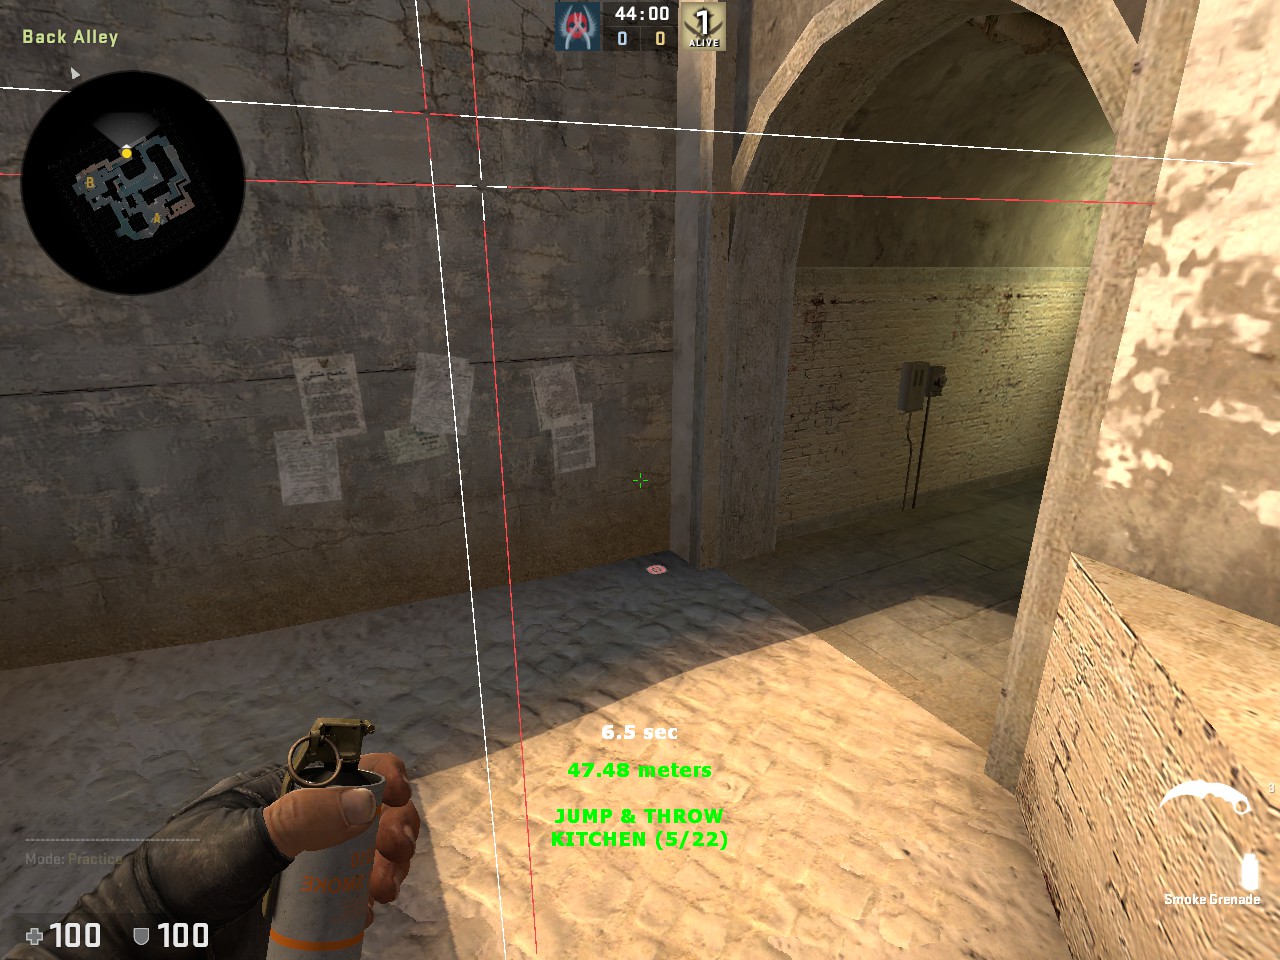 Back Alley
44:00
0 0
1
ALIVE
B
A
6.5 sec
47.48 meters
JUMP & THROW
KITCHEN (5/22)
3
Mode: Practice
Smoke Grenade
100 100